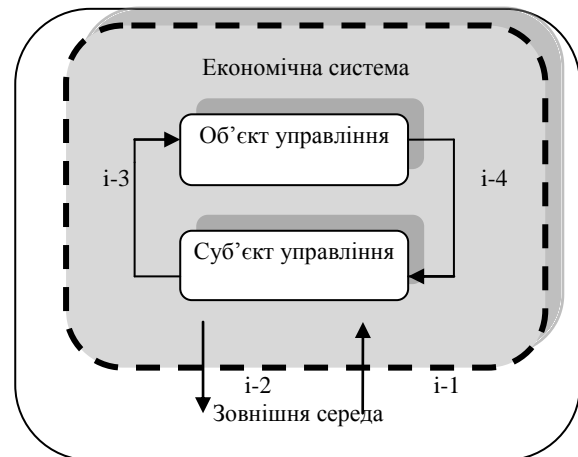 Економічна система
Об’єкт управління
і-3
і-4
Суб’єкт управління
і-2
і-1
Зовнішня середа